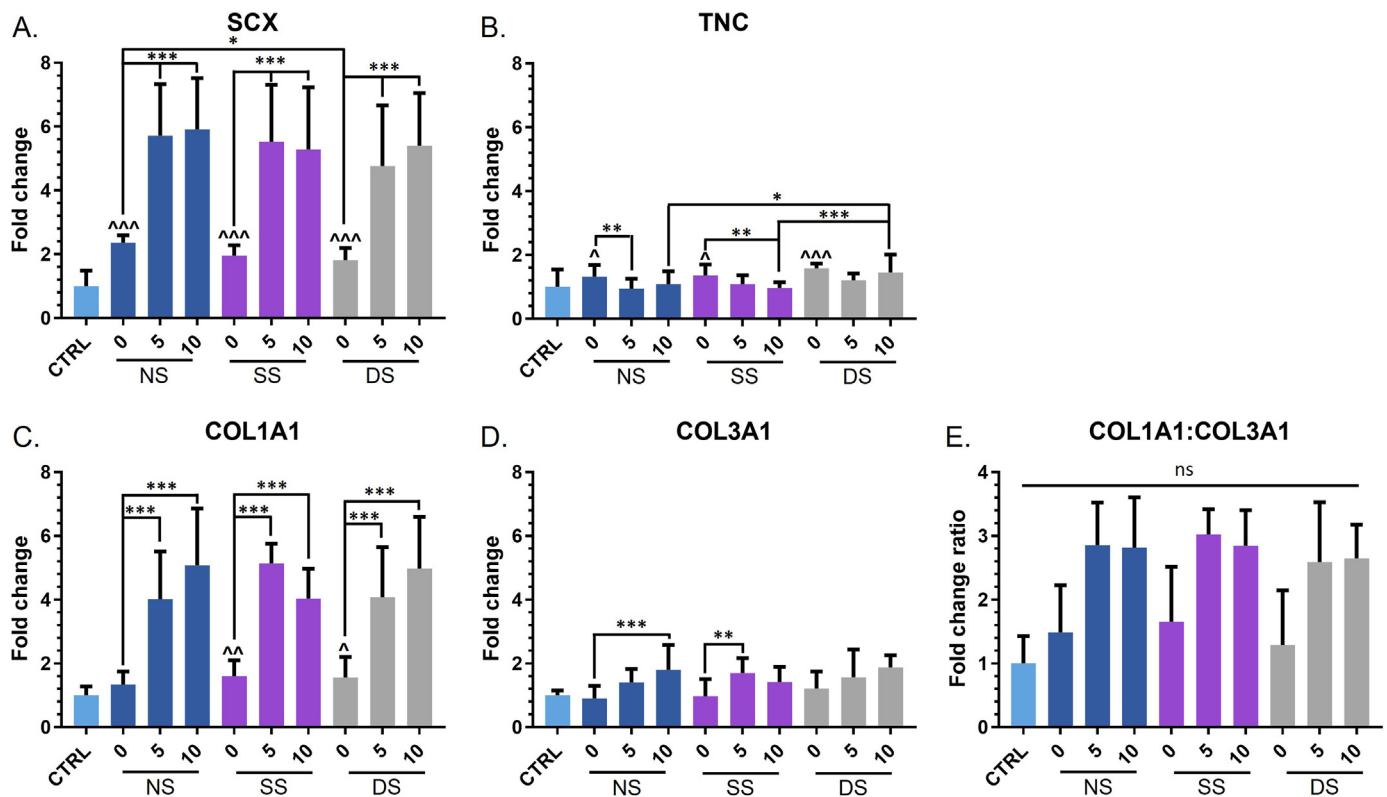 A.
SCX
Fold change
8
6
4
2
0
*
***
***
***
^^^
^^^
^^^
CTRL
0
5
10
0
5
10
0
5
10
NS
SS
DS
B.
TNC
Fold change
8
6
4
2
0
*
***
**
**
^
^
^^^
CTRL
0
5
10
0
5
10
0
5
10
NS
SS
DS
C.
COL1A1
Fold change
8
6
4
2
0
***
***
***
***
***
***
^^
^
CTRL
0
5
10
0
5
10
0
5
10
NS
SS
DS
D.
COL3A1
Fold change
8
6
4
2
0
***
**
CTRL
0
5
10
0
5
10
0
5
10
NS
SS
DS
E.
COL1A1:COL3A1
Fold change ratio
4
3
2
1
0
ns
CTRL
0
5
10
0
5
10
0
5
10
NS
SS
DS